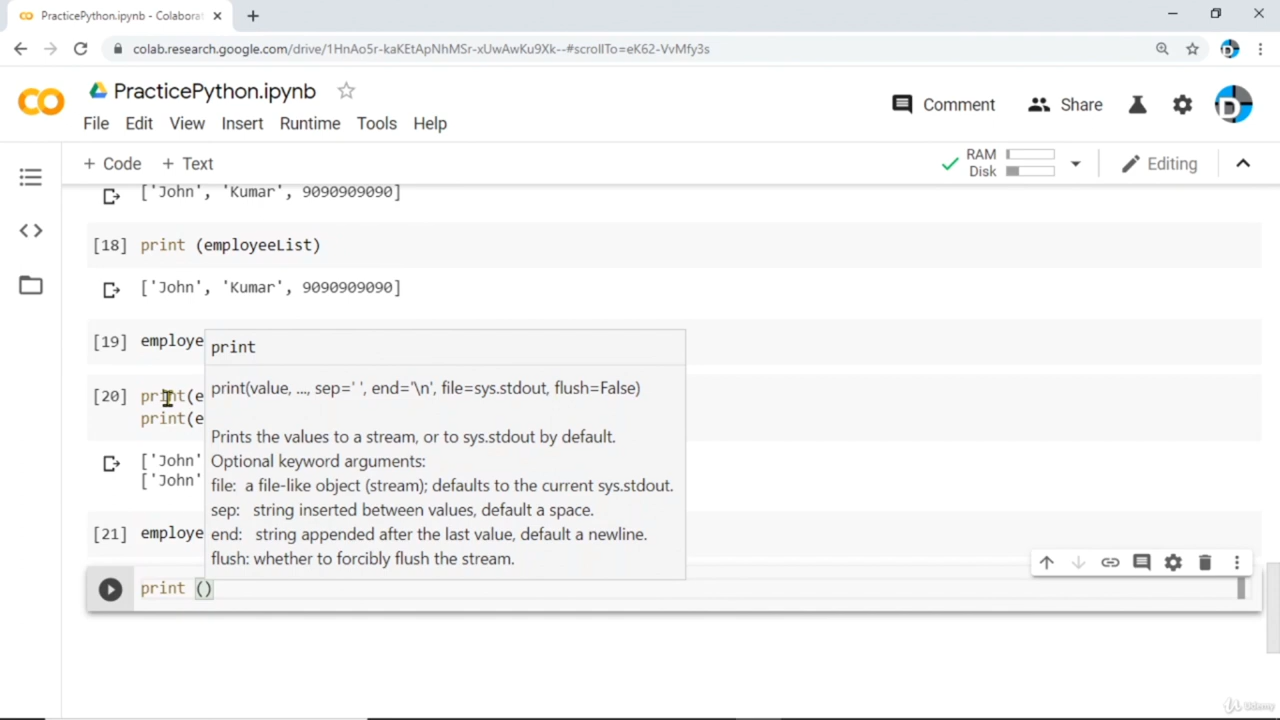 PracticePython.ipynb - Colaborat
colab.research.google.com/drive/1HnAo5r-kaKEtApNhMSr-xUwAwKu9Xk--#scrollTo=eK62-VvMfy3s
PracticePython.ipynb
Comment
Share
File Edit View Insert Runtime Tools Help
+ Code + Text
RAM
Disk
Editing
['John', 'Kumar', 9090909090]
[18] print (employeeList)
['John', 'Kumar', 9090909090]
[19] employe
print
[20] print(e
print(value, ..., sep=' ', end='\n', file=sys.stdout, flush=False)
print(e
Prints the values to a stream, or to sys.stdout by default.
['John'
Optional keyword arguments:
['John'
file: a file-like object (stream); defaults to the current sys.stdout.
sep: string inserted between values, default a space.
[21] employe
end: string appended after the last value, default a newline.
flush: whether to forcibly flush the stream.
print ()
Udemy